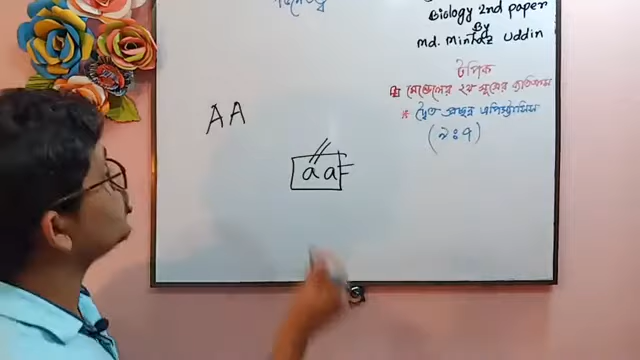 Biology 2nd paper
By
Md. Minhaz Uddin
টপিক
মেন্ডেলের ২য় সূত্রের ব্যতিক্রম
* দ্বৈত প্রচ্ছন্ন এপিস্ট্যাসিস
(৯:৭)
AA
aa